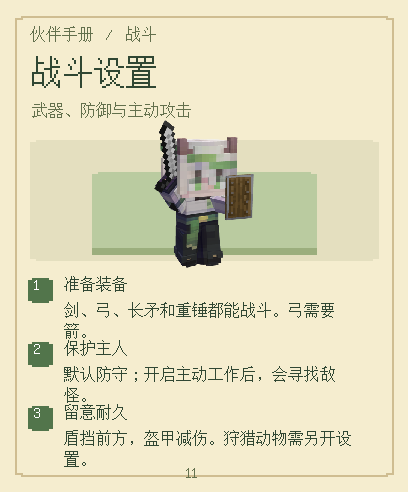 伙伴手册 / 战斗
战斗设置
武器、防御与主动攻击
1 准备装备
剑、弓、长矛和重锤都能战斗。弓需要
箭。
2 保护主人
默认防守；开启主动工作后，会寻找敌
怪。
3 留意耐久
盾挡前方，盔甲减伤。狩猎动物需另开设
置。
11